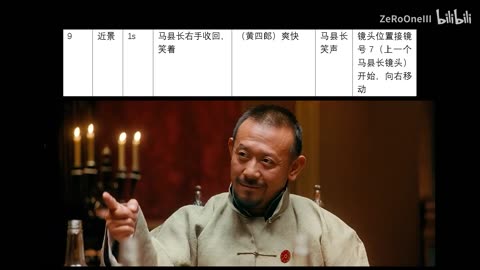 ZeRoOneIII bilibili
9 近景 1s 马县长右手收回, （黄四郎）爽快 马县长 镜头位置接镜
笑着 笑声 号 7（上一个
马县长镜头）
开始，向右移
动